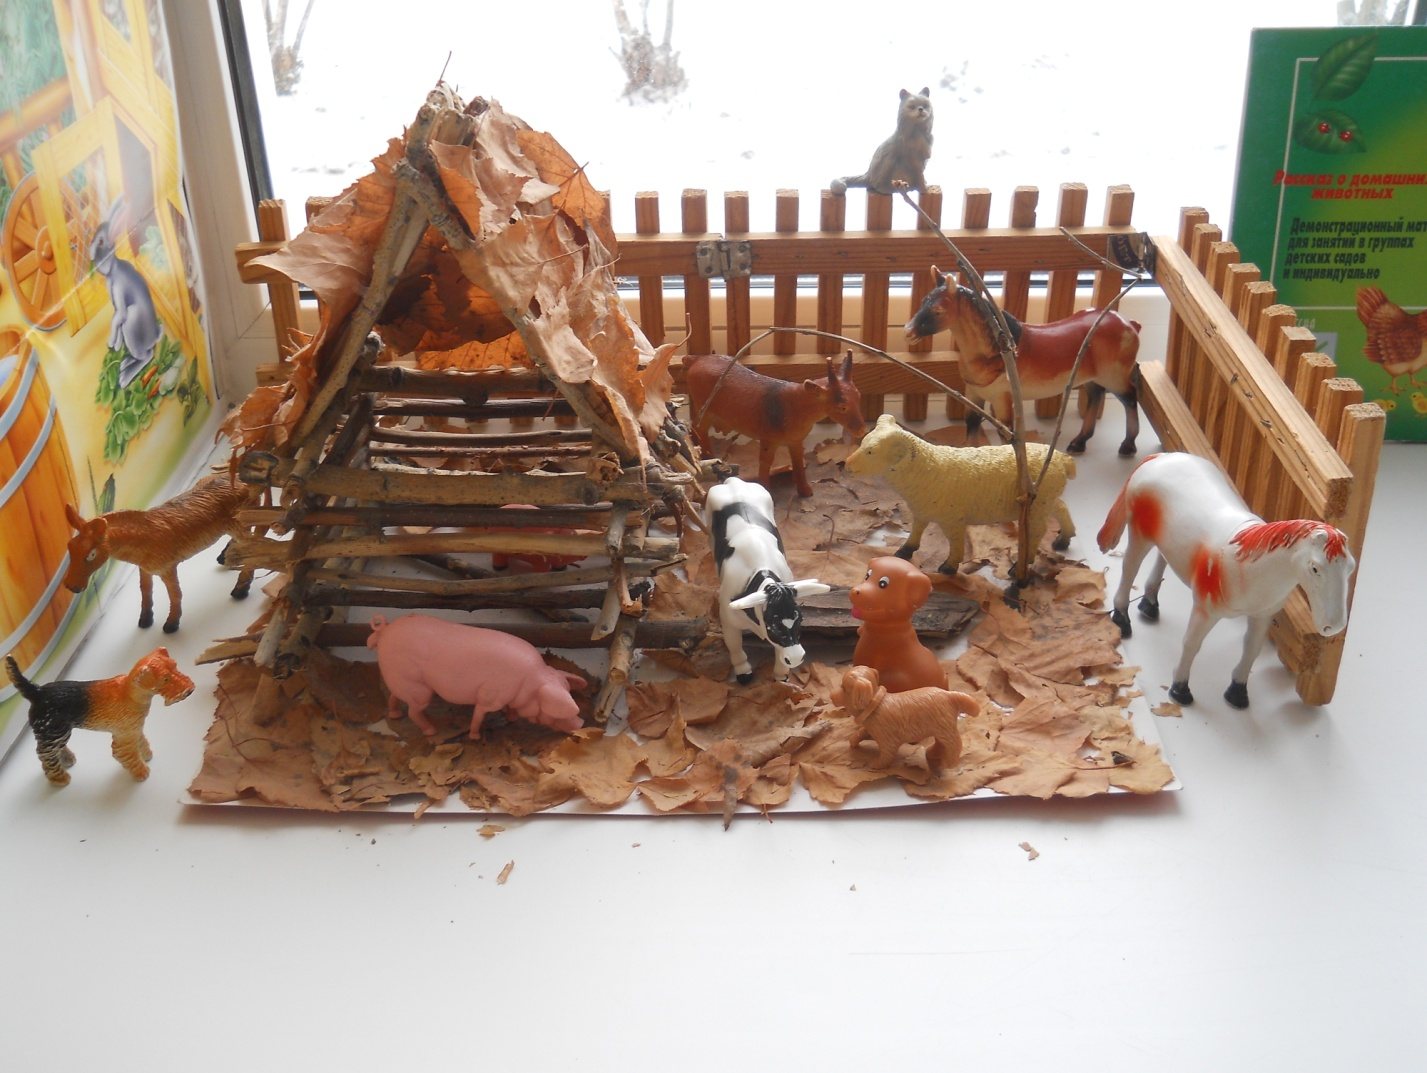 Рассказ о домашних
животных
Демонстрационный мат
для занятий в группах
детских садов
и индивидуально